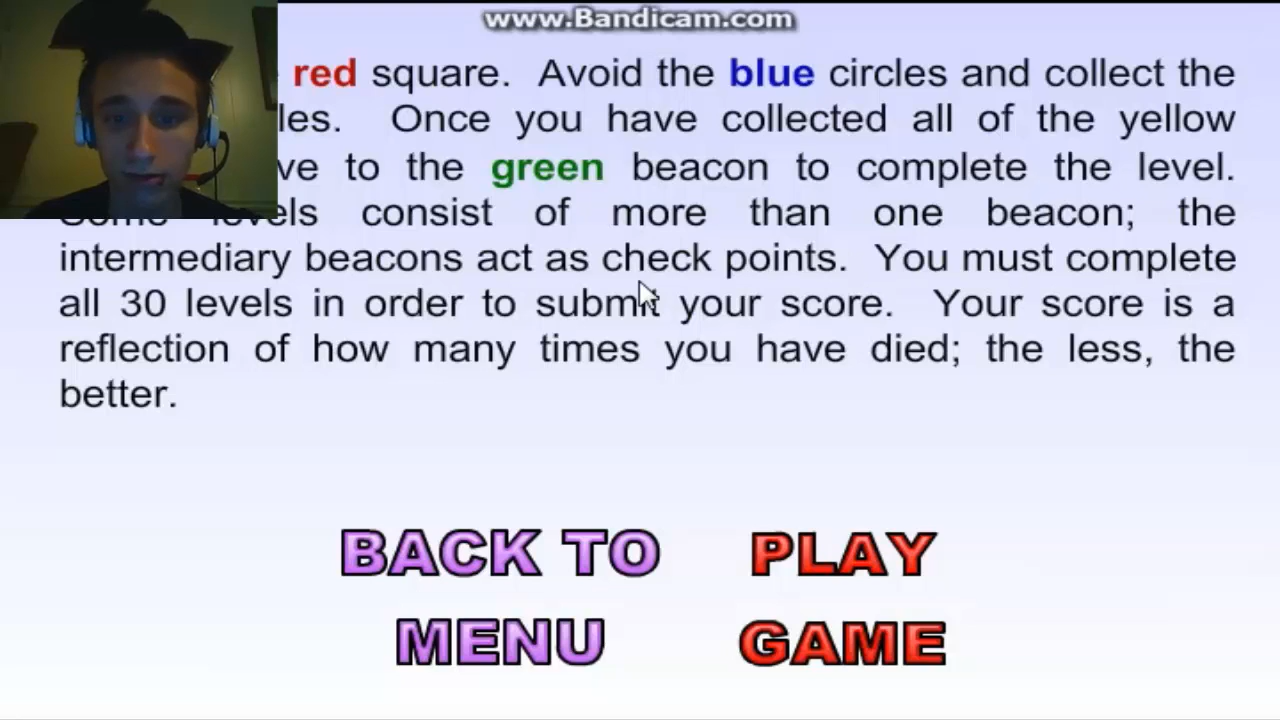 www.Bandicam.com
red square. Avoid the blue circles and collect the
les. Once you have collected all of the yellow
ve to the green beacon to complete the level.
Some levels consist of more than one beacon; the
intermediary beacons act as check points. You must complete
all 30 levels in order to submit your score. Your score is a
reflection of how many times you have died; the less, the
better.
BACK TO
MENU
PLAY
GAME